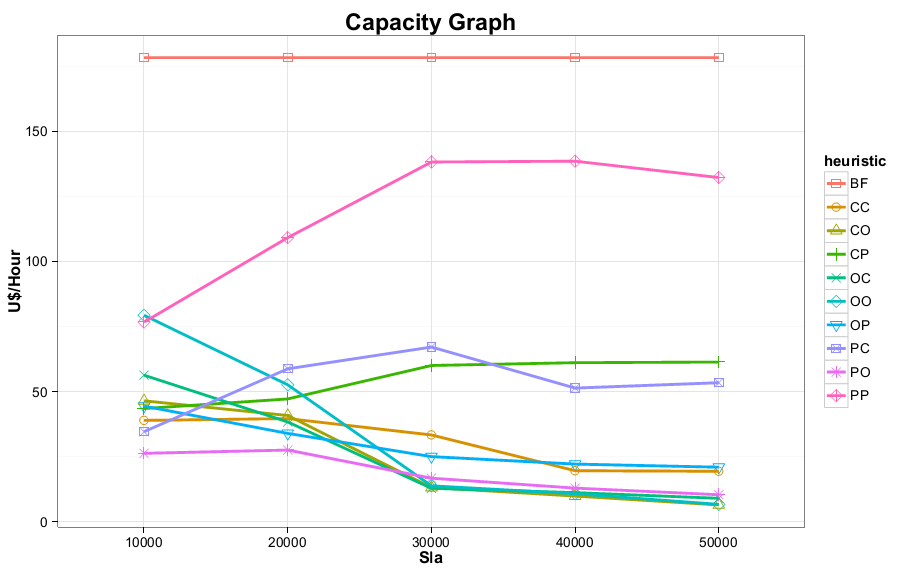 Capacity Graph
U$/Hour
150
100
50
0
10000 20000 30000 40000 50000
Sla
heuristic
BF
CC
CO
CP
OC
OO
OP
PC
PO
PP